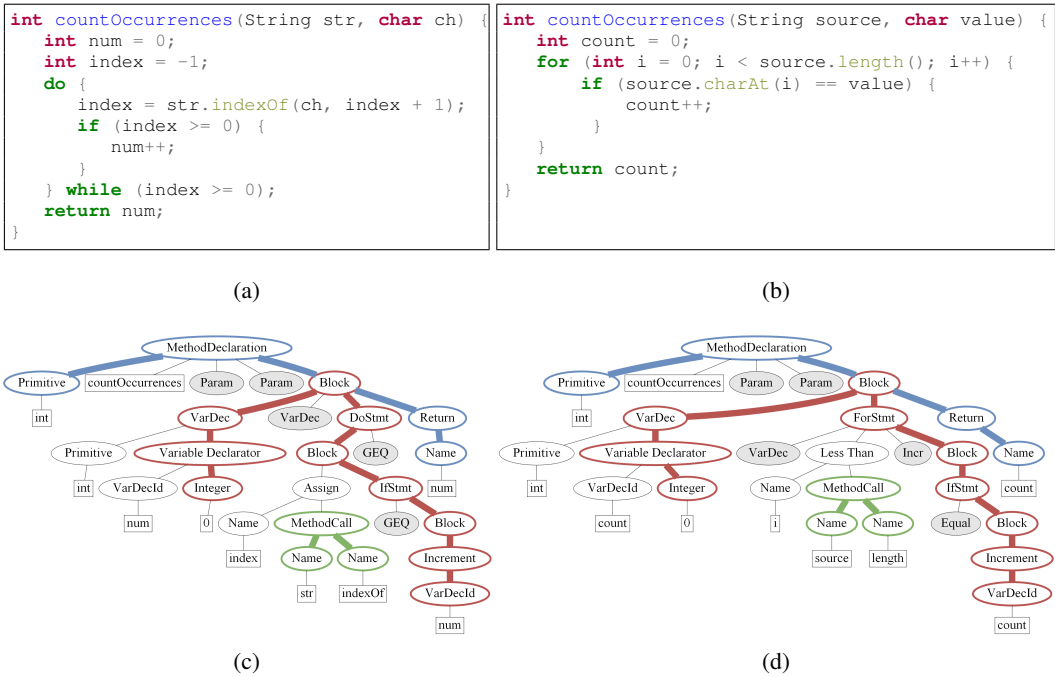 int countOccurrences(String str, char ch) {
int num = 0;
int index = -1;
do {
index = str.indexOf(ch, index + 1);
if (index >= 0) {
num++;
}
} while (index >= 0);
return num;
}
(a)
int countOccurrences(String source, char value) {
int count = 0;
for (int i = 0; i < source.length(); i++) {
if (source.charAt(i) == value) {
count++;
}
}
return count;
}
(b)
MethodDeclaration
Primitive countOccurrences Param Param Block
int VarDec VarDec DoStmt Return
Primitive Variable Declarator Block GEQ Name
int VarDecId Integer Assign IfStmt num
num 0 Name MethodCall GEQ Block
index Name Name Increment
str indexOf VarDecId
num
(c)
MethodDeclaration
Primitive countOccurrences Param Param Block
int VarDec ForStmt Return
Primitive Variable Declarator VarDec Less Than Incr Block Name
int VarDecId Integer Name MethodCall IfStmt count
count 0 i Name Name Equal Block
source length Increment
VarDecId
count
(d)